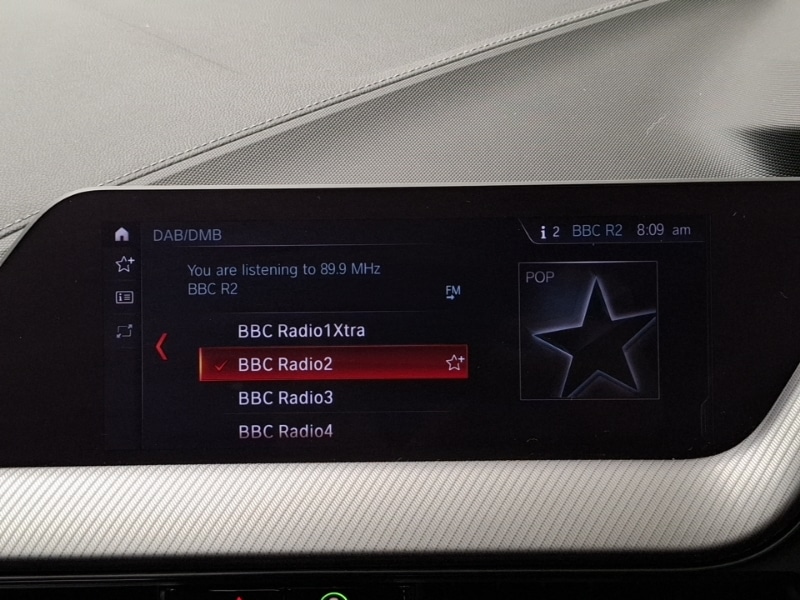 DAB/DMB
i 2 BBC R2 8:09 am
You are listening to 89.9 MHz
BBC R2
FM
POP
BBC Radio1Xtra
BBC Radio2
BBC Radio3
BBC Radio4